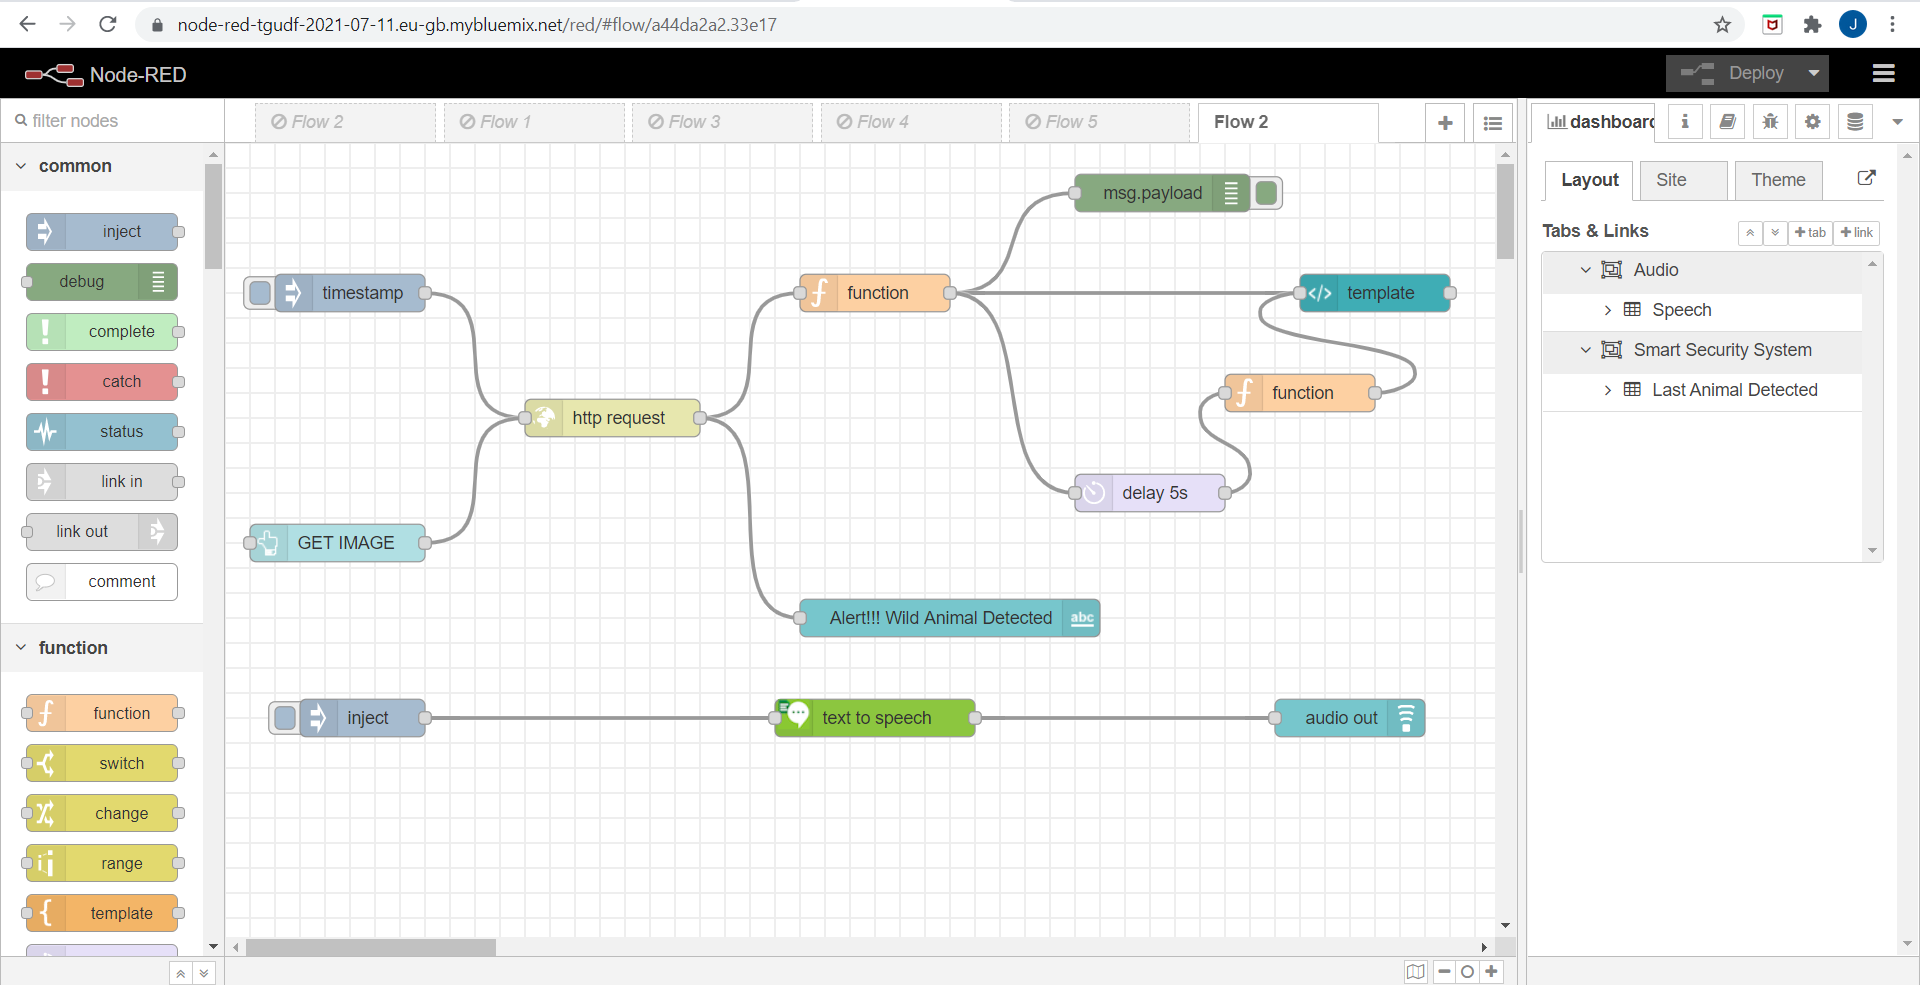 node-red-tgudf-2021-07-11.eu-gb.mybluemix.net/red/#flow/a44da2a2.33e17
J
Node-RED
Deploy
filter nodes
Flow 2
Flow 1
Flow 3
Flow 4
Flow 5
Flow 2
dashboard
common
inject
debug
complete
catch
status
link in
link out
comment
function
function
switch
change
range
template
timestamp
GET IMAGE
http request
function
msg.payload
template
function
delay 5s
Alert!!! Wild Animal Detected
abc
inject
text to speech
audio out
Layout
Site
Theme
Tabs & Links
tab
link
Audio
Speech
Smart Security System
Last Animal Detected